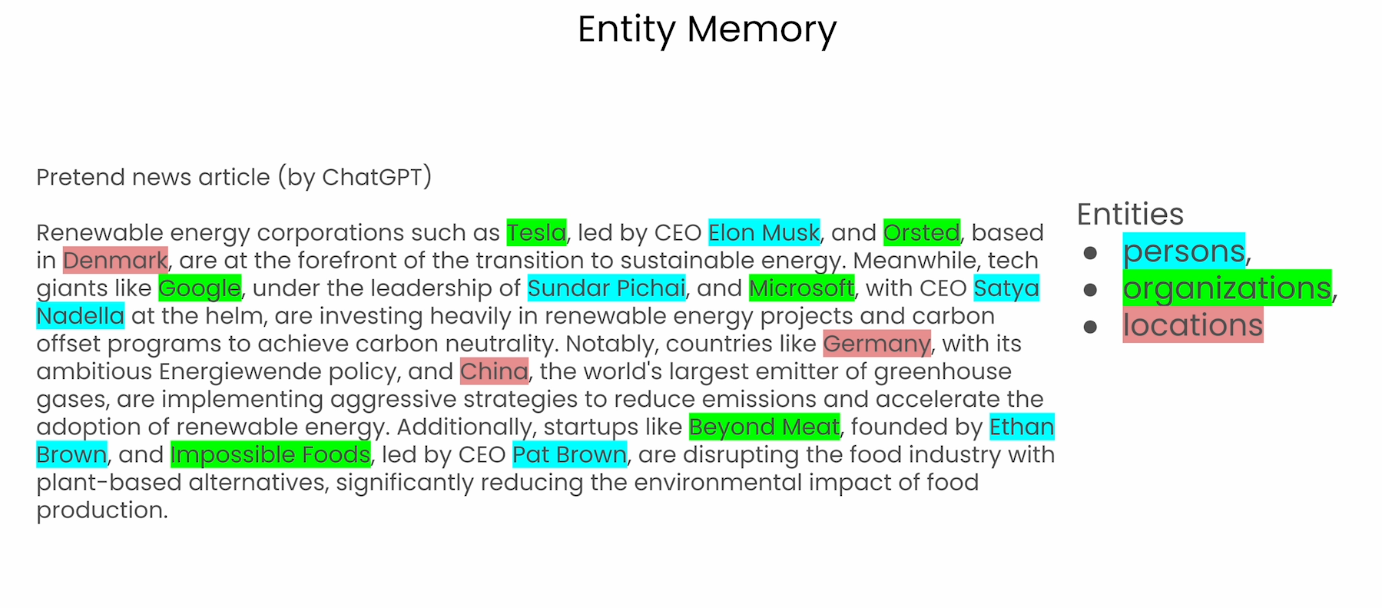 Entity Memory
Pretend news article (by ChatGPT)
Renewable energy corporations such as Tesla, led by CEO Elon Musk, and Orsted, based
in Denmark, are at the forefront of the transition to sustainable energy. Meanwhile, tech
giants like Google, under the leadership of Sundar Pichai, and Microsoft, with CEO Satya
Nadella at the helm, are investing heavily in renewable energy projects and carbon
offset programs to achieve carbon neutrality. Notably, countries like Germany, with its
ambitious Energiewende policy, and China, the world's largest emitter of greenhouse
gases, are implementing aggressive strategies to reduce emissions and accelerate the
adoption of renewable energy. Additionally, startups like Beyond Meat, founded by Ethan
Brown, and Impossible Foods, led by CEO Pat Brown, are disrupting the food industry with
plant-based alternatives, significantly reducing the environmental impact of food
production.
Entities
● persons,
● organizations,
● locations